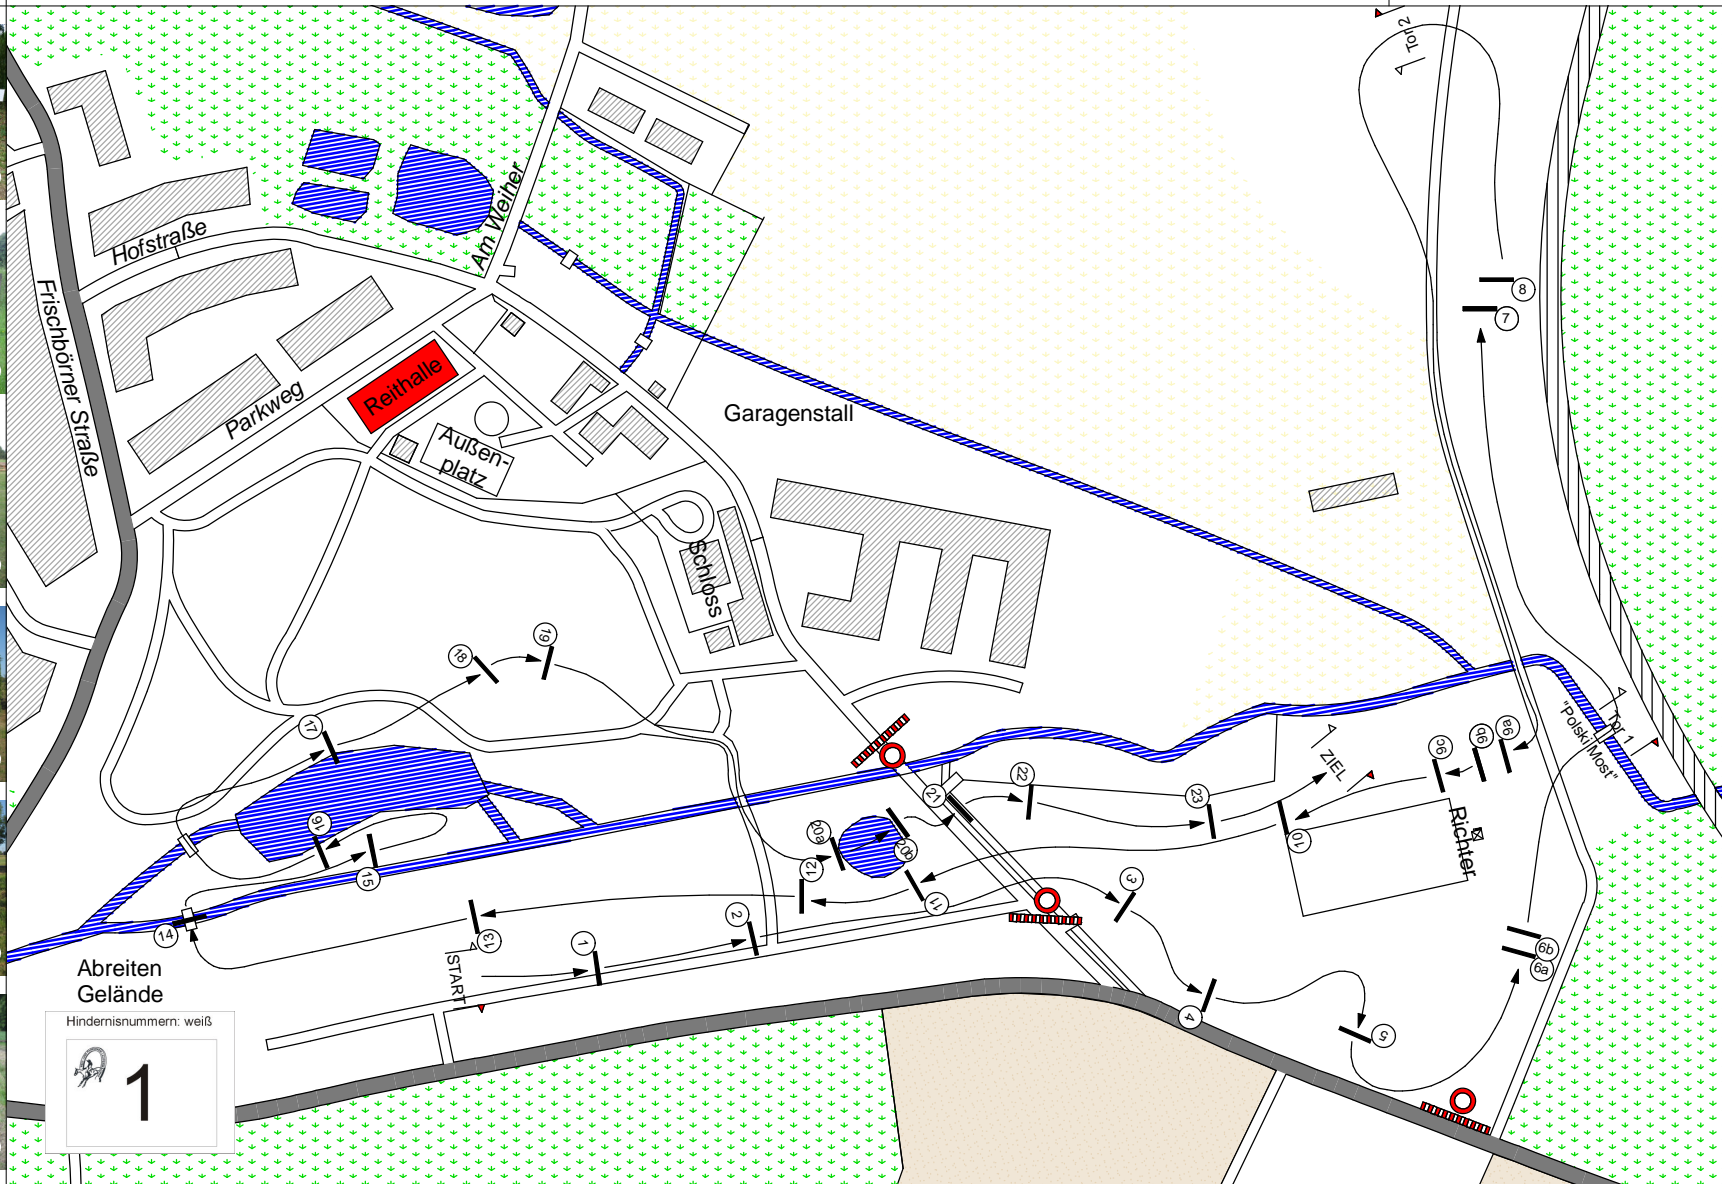 Tor 2
Am Weiher
Hofstraße
Frischbörner Straße
Parkweg
Reithalle
Außen-
platz
Garagenstall
Schloss
8
7
"Polski Most"
Tor 1
19
18
17
16
15
14
ZIEL
9c
9b
9a
22
21
23
20a
20b
10
Richter
12
11
3
2
13
1
START
6b
6a
4
5
Abreiten
Gelände
Hindernisnummern: weiß
1